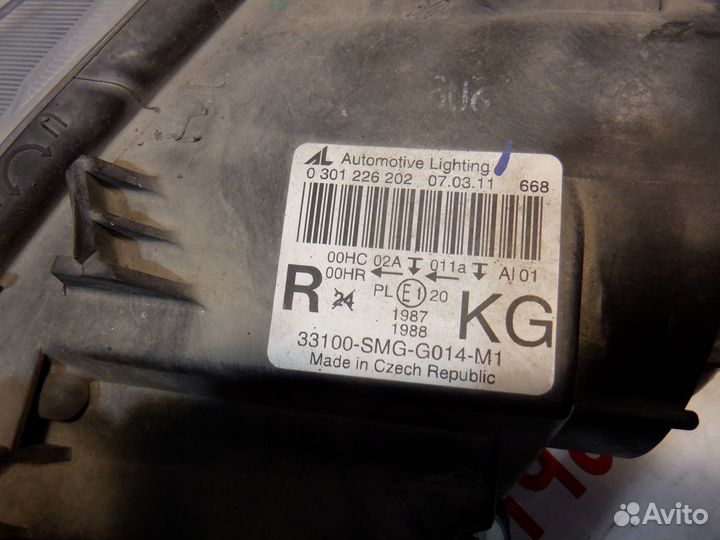 AL Automotive Lighting
0 301 226 202 07.03.11 668
00HC 02A 011a AI 01
00HR
R 24 PL E1 20 KG
1987
1988
33100-SMG-G014-M1
Made in Czech Republic
M
Avito